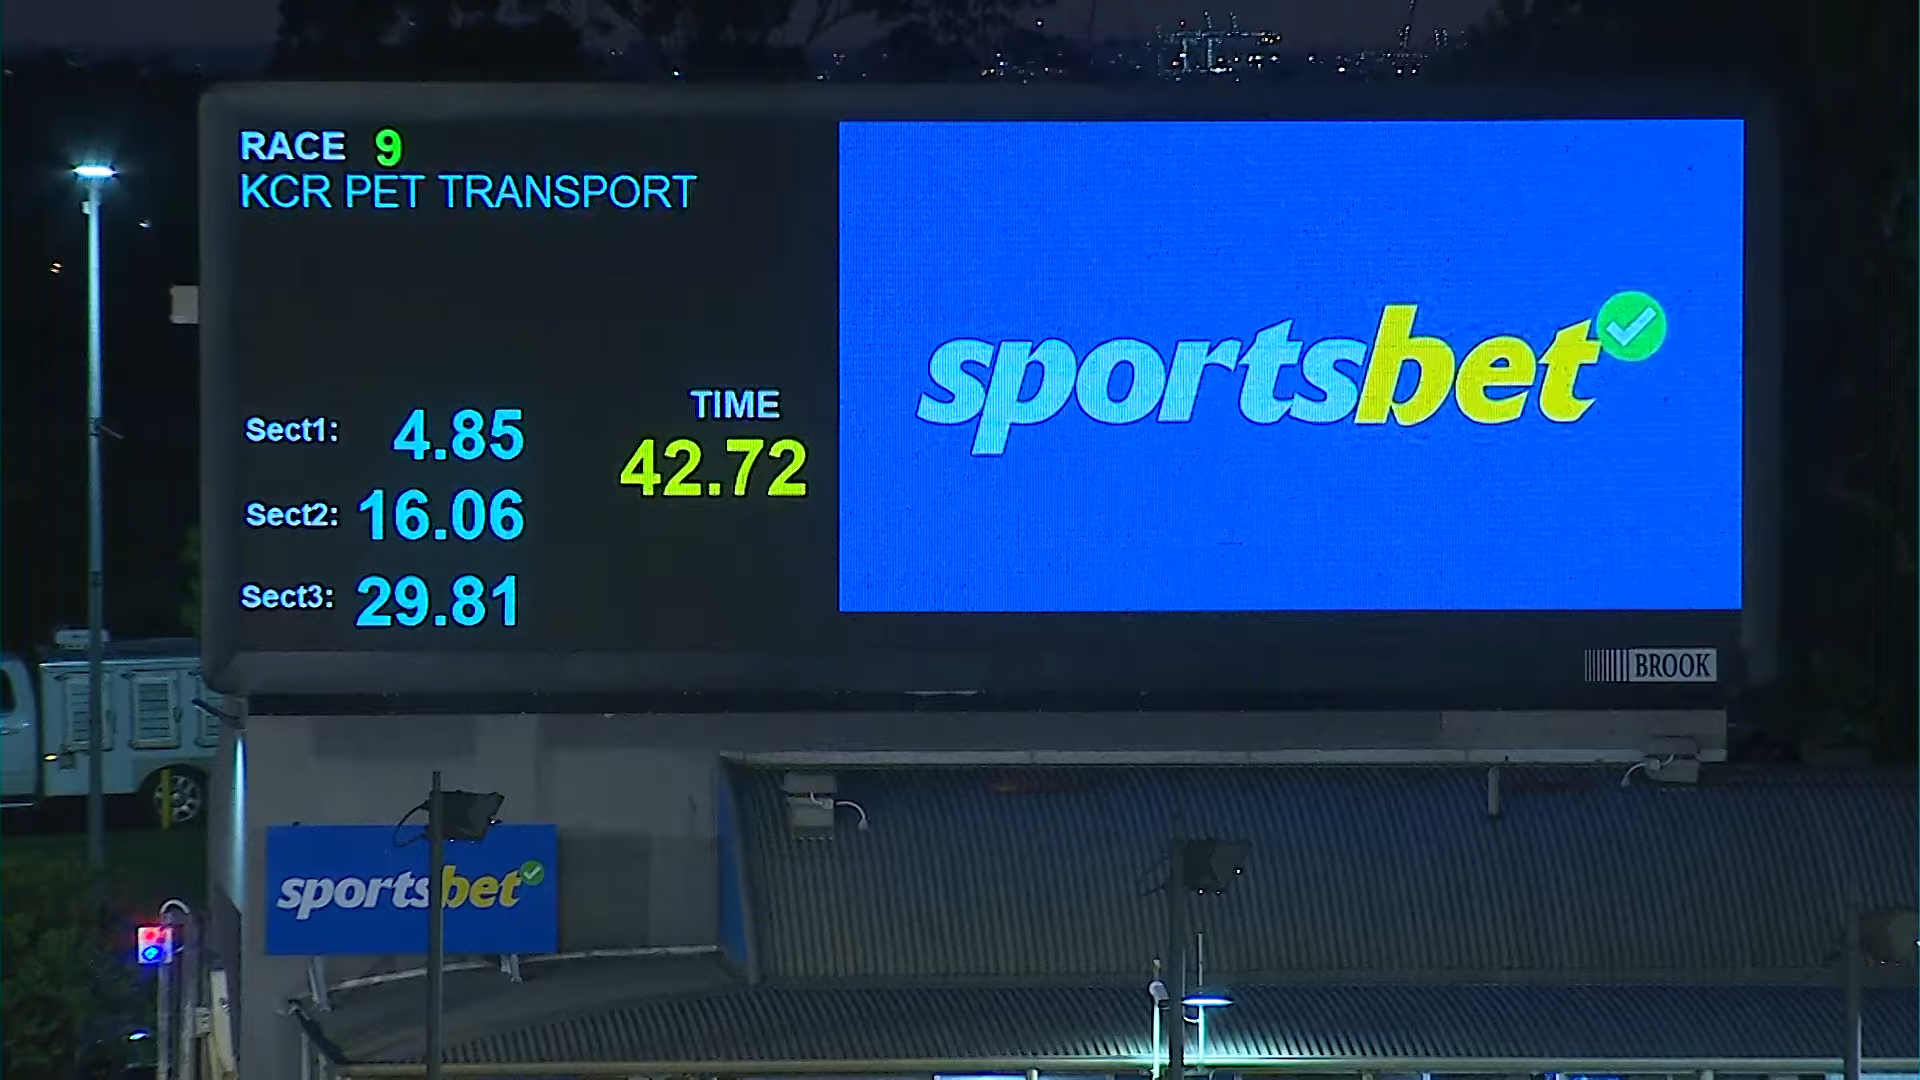 RACE 9
KCR PET TRANSPORT
Sect1: 4.85
Sect2: 16.06
Sect3: 29.81
TIME
42.72
sportsbet
BROOK
sportsbet